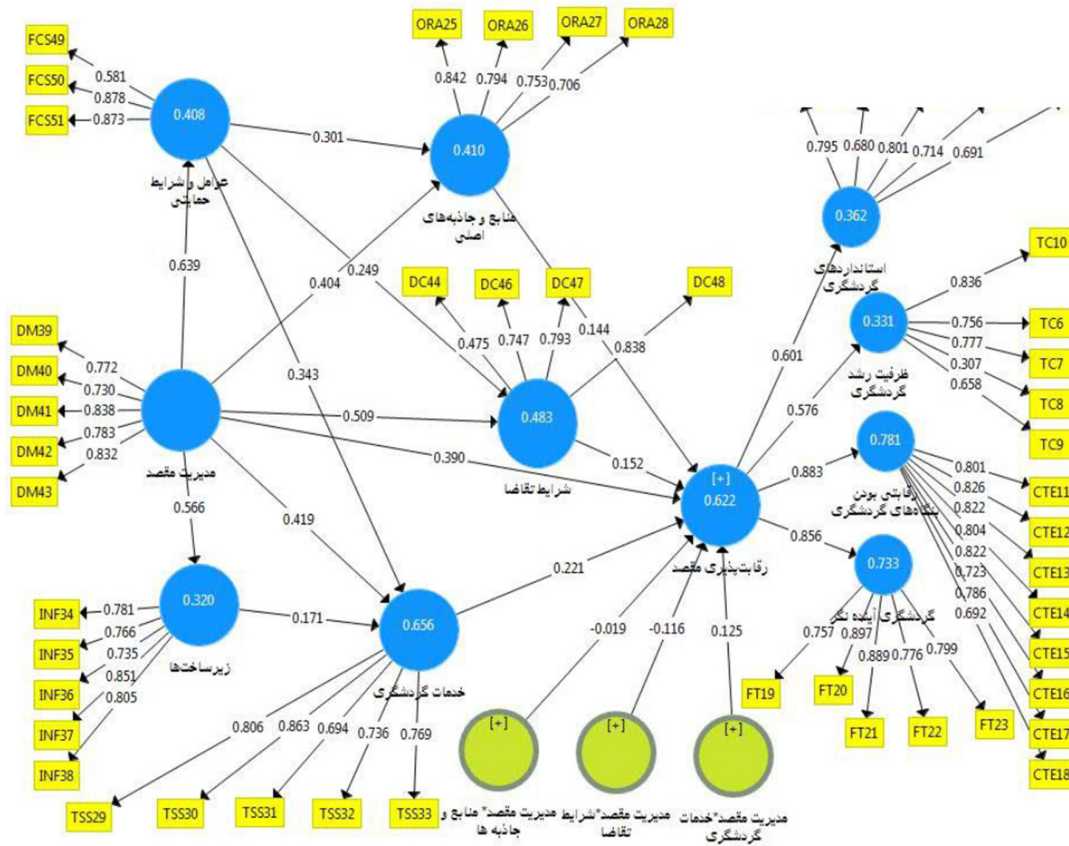 ORA25
ORA26
ORA27
ORA28
FCS49
FCS50
FCS51
0.581
0.878
0.873
0.842
0.794
0.753
0.706
0.408
0.301
0.410
عوامل و شرایط
حمایتی
منابع و جاذبه‌های
اصلی
0.795
0.680
0.801
0.714
0.691
0.362
استانداردهای
گردشگری
0.639
0.404
0.249
0.343
DC44
DC46
DC47
DC48
0.475
0.747
0.793
0.838
0.144
0.483
شرایط تقاضا
0.601
0.576
TC10
TC6
TC7
TC8
TC9
0.836
0.756
0.777
0.307
0.658
0.331
ظرفیت رشد
گردشگری
DM39
DM40
DM41
DM42
DM43
0.772
0.730
0.838
0.783
0.832
مدیریت مقصد
0.509
0.390
0.152
0.419
0.566
[+]
0.622
رقابت‌پذیری مقصد
0.883
0.856
0.781
رقابتی بودن
بنگاه‌های گردشگری
0.801
0.826
0.822
0.804
0.822
0.723
0.786
0.692
CTE11
CTE12
CTE13
CTE14
CTE15
CTE16
CTE17
CTE18
0.733
گردشگری آینده نگر
0.757
0.897
0.889
0.776
0.799
FT19
FT20
FT21
FT22
FT23
INF34
INF35
INF36
INF37
INF38
0.781
0.766
0.735
0.851
0.805
0.320
زیرساخت‌ها
0.171
0.656
خدمات گردشگری
0.221
0.806
0.863
0.694
0.736
0.769
TSS29
TSS30
TSS31
TSS32
TSS33
-0.019
-0.116
0.125
[+]
[+]
[+]
مدیریت مقصد* منابع و
جاذبه ها
مدیریت مقصد*شرایط
تقاضا
مدیریت مقصد*خدمات
گردشگری